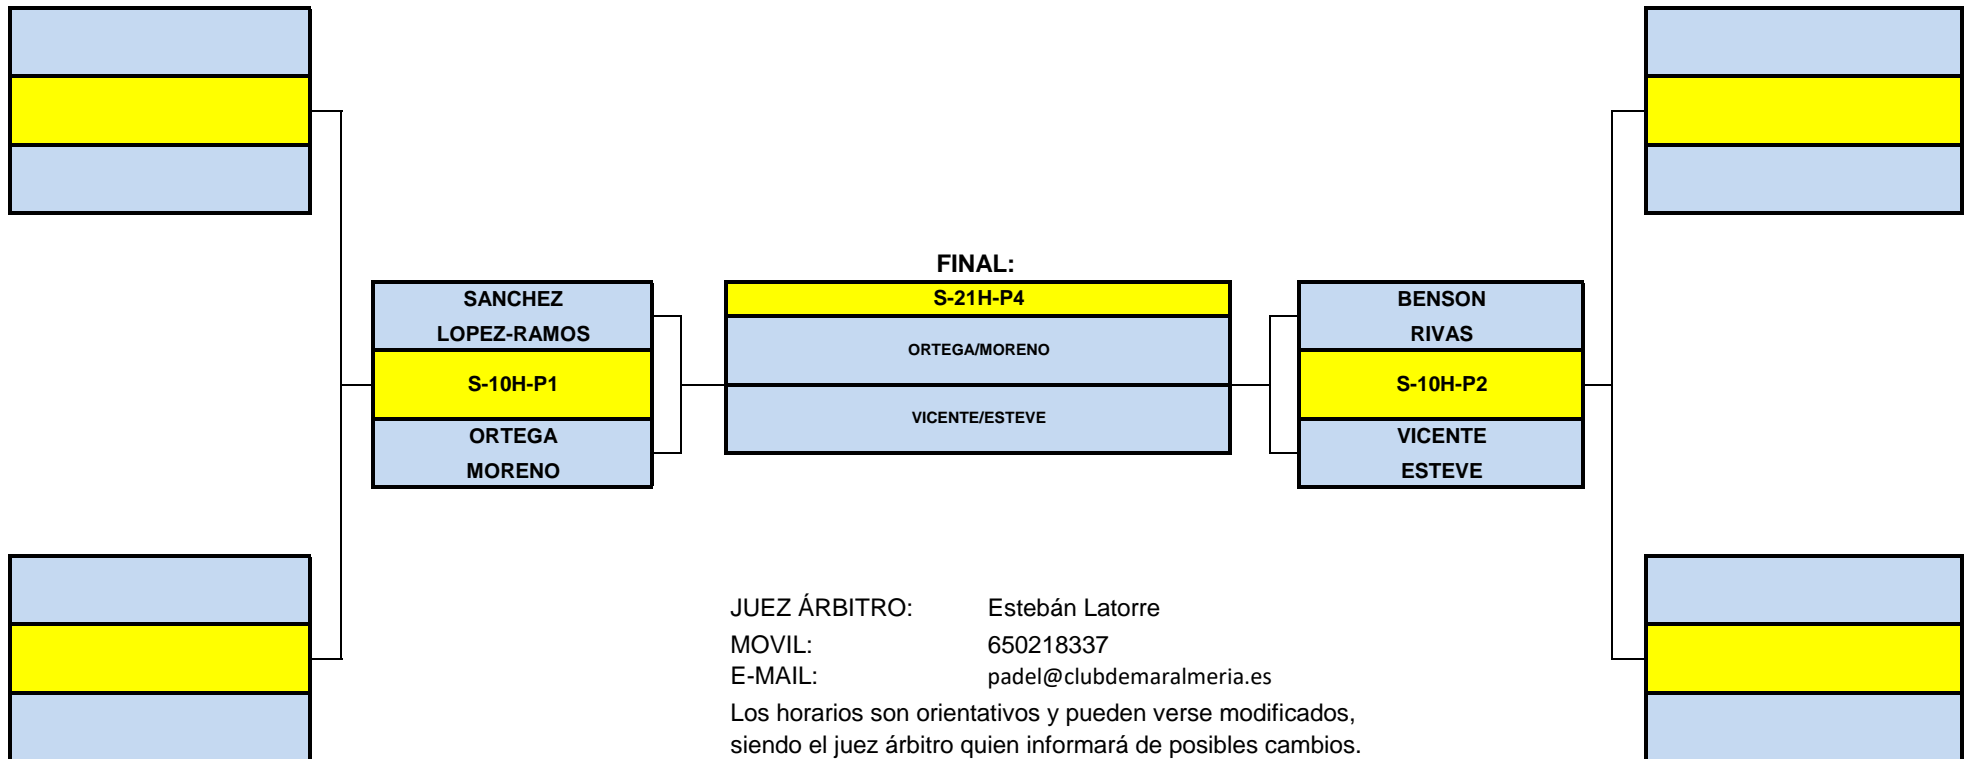 FINAL:
SANCHEZ
LOPEZ-RAMOS
S-10H-P1
ORTEGA
MORENO
S-21H-P4
ORTEGA/MORENO
VICENTE/ESTEVE
BENSON
RIVAS
S-10H-P2
VICENTE
ESTEVE
JUEZ ÁRBITRO: Estebán Latorre
MOVIL: 650218337
E-MAIL: padel@clubdemaralmeria.es
Los horarios son orientativos y pueden verse modificados,
siendo el juez árbitro quien informará de posibles cambios.